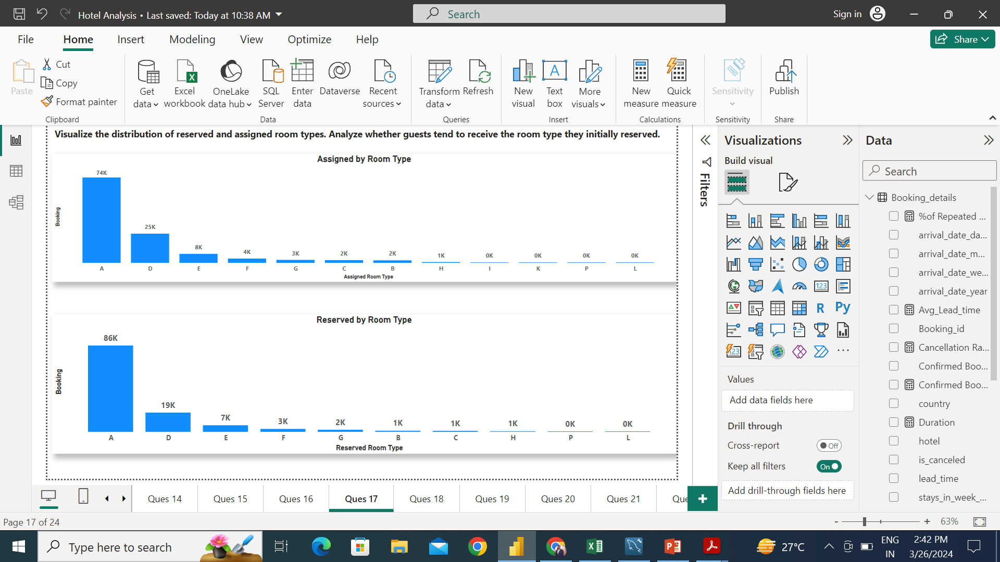 Hotel Analysis • Last saved: Today at 10:38 AM
Search
Sign in
File Home Insert Modeling View Optimize Help
Share
Paste
Cut
Copy
Format painter
Clipboard
Get data
Excel workbook
OneLake data hub
SQL Server
Enter data
Dataverse
Recent sources
Data
Transform data
Refresh
Queries
New visual
A
Text box
More visuals
Insert
New measure
Quick measure
Calculations
Sensitivity
Sensitivity
Publish
Share
Visualize the distribution of reserved and assigned room types. Analyze whether guests tend to receive the room type they initially reserved.
Assigned by Room Type
Booking
74K 25K 8K 4K 3K 2K 2K 1K 0K 0K 0K 0K
A D E F G C B H I K P L
Assigned Room Type
Reserved by Room Type
Booking
86K 19K 7K 3K 2K 1K 1K 1K 0K 0K
A D E F G B C H P L
Reserved Room Type
Filters
Visualizations
Build visual
123
R Py
123
Values
Add data fields here
Drill through
Cross-report Off
Keep all filters On
Add drill-through fields here
Data
Search
Booking_details
%of Repeated ...
arrival_date_da...
arrival_date_m...
arrival_date_we...
arrival_date_year
Avg_Lead_time
Booking_id
Cancellation Ra...
Confirmed Boo...
Confirmed Boo...
country
Duration
hotel
is_canceled
lead_time
stays_in_week_...
Ques 14 Ques 15 Ques 16 Ques 17 Ques 18 Ques 19 Ques 20 Ques 21 Que
Page 17 of 24
- + 63%
Type here to search
27°C
ENG
IN
2:42 PM
3/26/2024